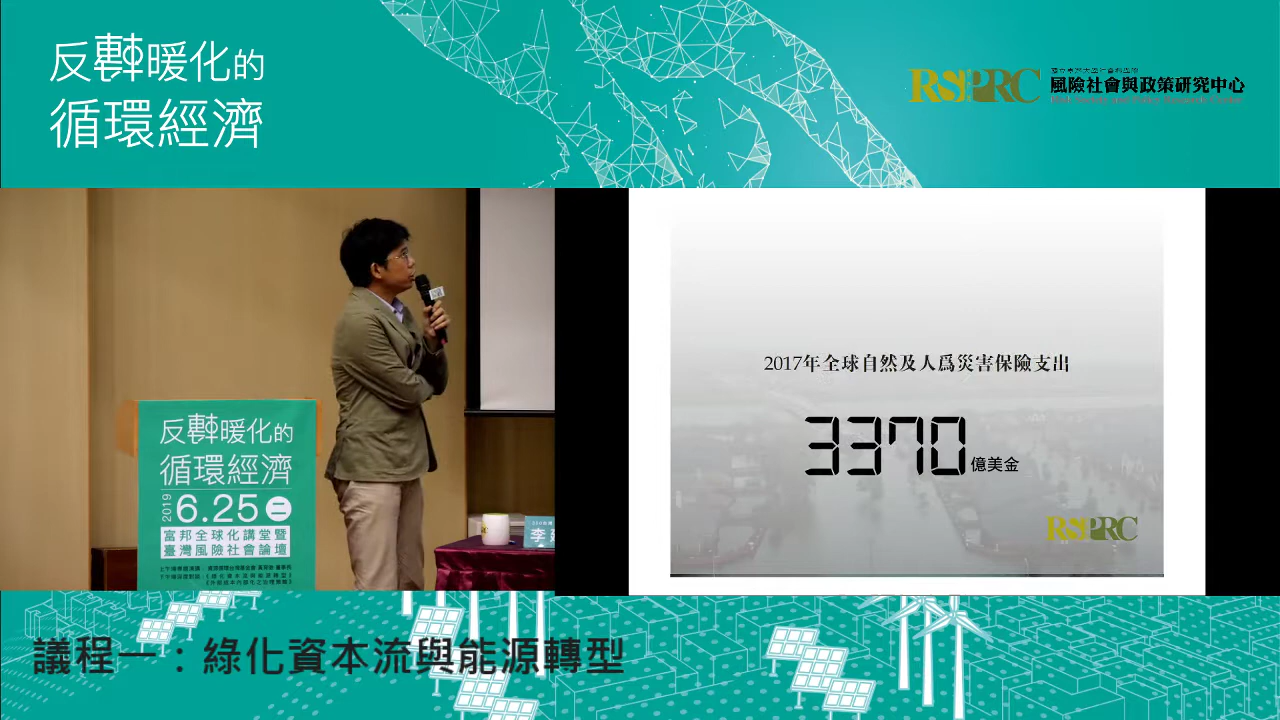 反轉暖化的
循環經濟
RSPRC
風險社會與政策研究中心
2017年全球自然及人爲災害保險支出
3370億美金
RSPRC
反轉暖化的
循環經濟
2019 6.25 二
富邦全球化講堂暨
臺灣風險社會論壇
李
議程一：綠化資本流與能源轉型